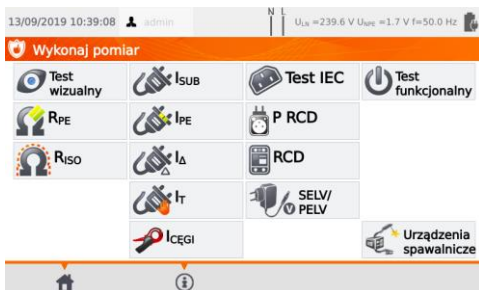 13/09/2019 10:39:08 admin N L ULN =239.6 V UNPE =1.7 V f=50.0 Hz
Wykonaj pomiar
Test wizualny
ISUB
Test IEC
Test funkcjonalny
RPE
IPE
P RCD
RISO
IΔ
RCD
IT
SELV/
PELV
ICĘGI
Urządzenia
spawalnicze